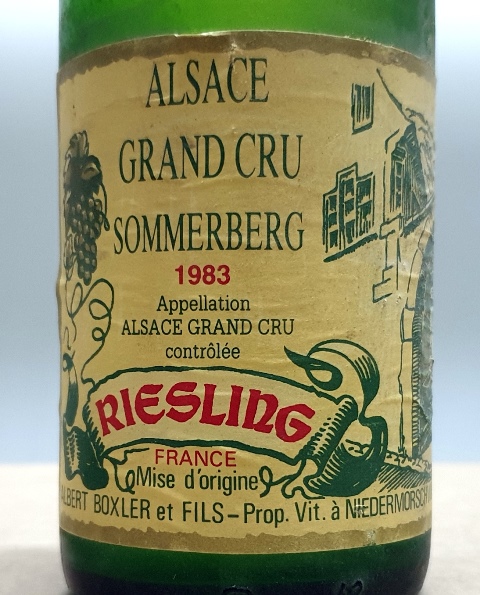 ALSACE
GRAND CRU
SOMMERBERG
1983
Appellation
ALSACE GRAND CRU
contrôlée
RIESLING
FRANCE
Mise d'origine
ALBERT BOXLER et FILS - Prop. Vit. à NIEDERMORSCH